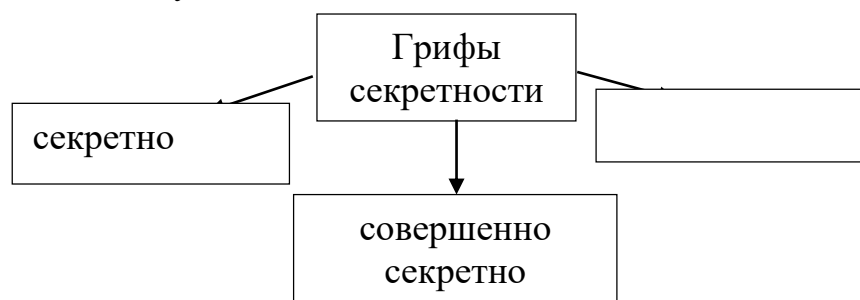 Грифы
секретности
секретно
совершенно
секретно